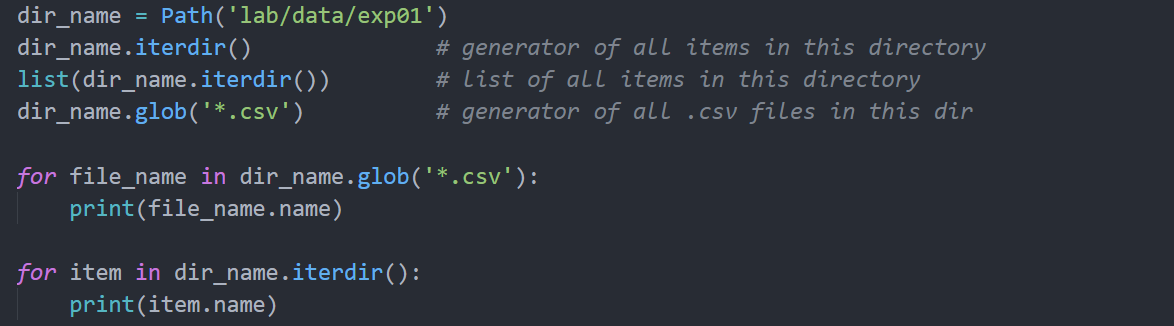 dir_name = Path('lab/data/exp01')
dir_name.iterdir()              # generator of all items in this directory
list(dir_name.iterdir())        # list of all items in this directory
dir_name.glob('*.csv')          # generator of all .csv files in this dir

for file_name in dir_name.glob('*.csv'):
    print(file_name.name)

for item in dir_name.iterdir():
    print(item.name)